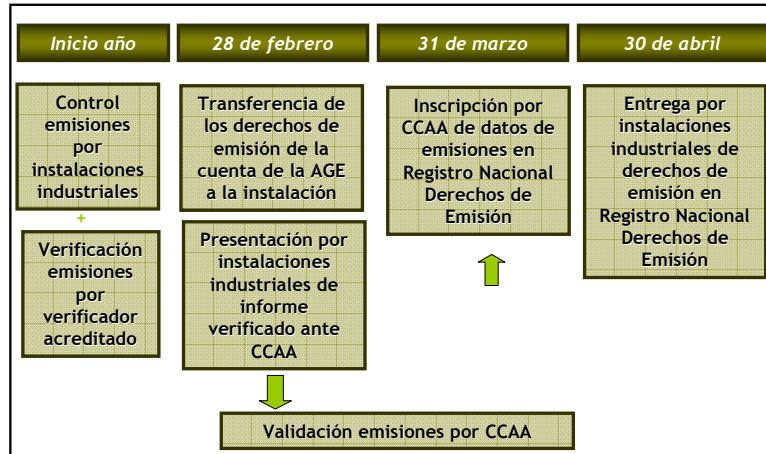 Inicio año
28 de febrero
31 de marzo
30 de abril
Control
emisiones
por
instalaciones
industriales
+
Verificación
emisiones
por
verificador
acreditado
Transferencia de
los derechos de
emisión de la
cuenta de la AGE
a la instalación
Presentación por
instalaciones
industriales de
informe
verificado ante
CCAA
Inscripción por
CCAA de datos de
emisiones en
Registro Nacional
Derechos de
Emisión
Entrega por
instalaciones
industriales de
derechos de
emisión en
Registro Nacional
Derechos de
Emisión
Validación emisiones por CCAA